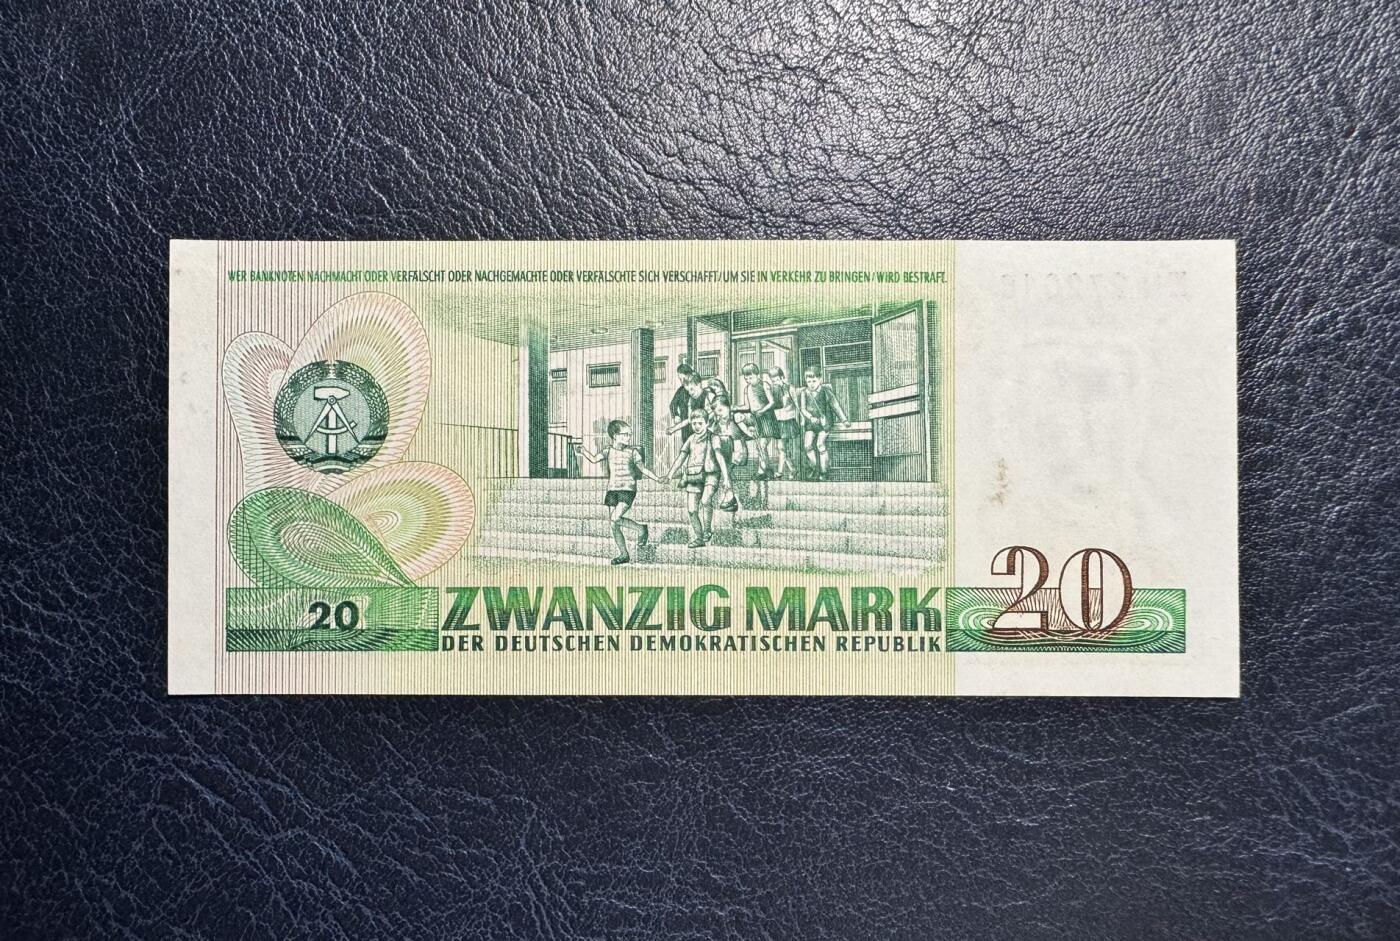 WER BANKNOTEN NACHMACHT ODER VERFÄLSCHT ODER NACHGEMACHTE ODER VERFÄLSCHTE SICH VERSCHAFFT/UM SIE IN VERKEHR ZU BRINGEN/WIRD BESTRAFT.
20
ZWANZIG MARK
DER DEUTSCHEN DEMOKRATISCHEN REPUBLIK
20